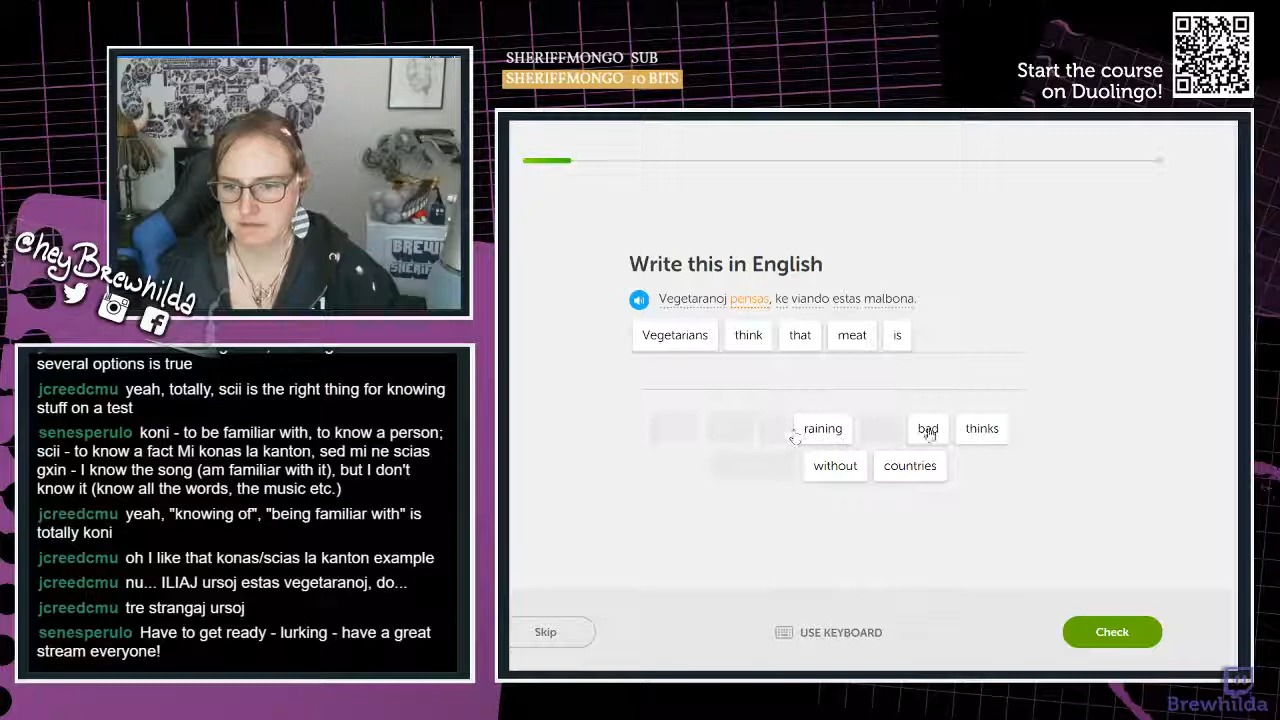 SHERIFFMONGO SUB
SHERIFFMONGO 10 BITS
Start the course
on Duolingo!
@heyBrewhilda
BREW
SHERIF
several options is true
jcreedcmu yeah, totally, scii is the right thing for knowing
stuff on a test
senesperulo koni - to be familiar with, to know a person;
scii - to know a fact Mi konas la kanton, sed mi ne scias
gxin - I know the song (am familiar with it), but I don't
know it (know all the words, the music etc.)
jcreedcmu yeah, "knowing of", "being familiar with" is
totally koni
jcreedcmu oh I like that konas/scias la kanton example
jcreedcmu nu... ILIAJ ursoj estas vegetaranoj, do...
jcreedcmu tre strangaj ursoj
senesperulo Have to get ready - lurking - have a great
stream everyone!
Write this in English
Vegetaranoj pensas, ke viando estas malbona.
Vegetarians think that meat is
raining bad thinks
without countries
Skip
USE KEYBOARD
Check
Brewhilda